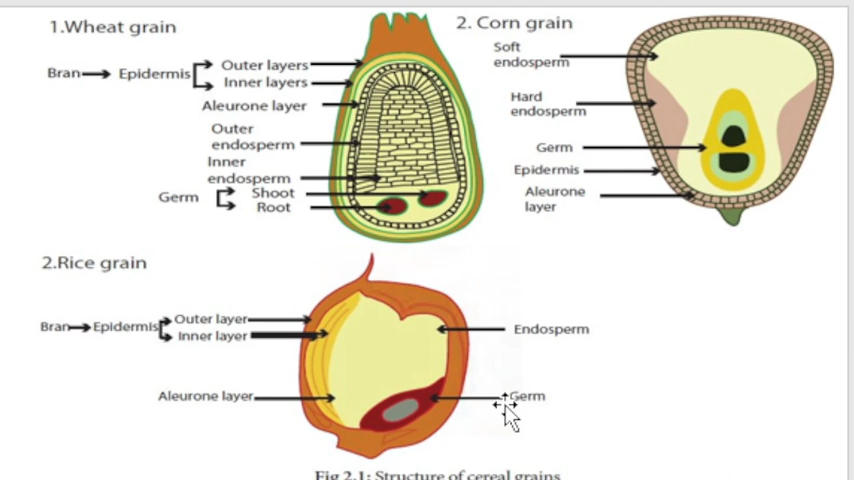 1.Wheat grain
Bran Epidermis
Outer layers
Inner layers
Aleurone layer
Outer
endosperm
Inner
endosperm
Germ
Shoot
Root
2. Corn grain
Soft
endosperm
Hard
endosperm
Germ
Epidermis
Aleurone
layer
2.Rice grain
Bran Epidermis
Outer layer
Inner layer
Aleurone layer
Endosperm
Germ
Fig 2.1: Structure of cereal grains